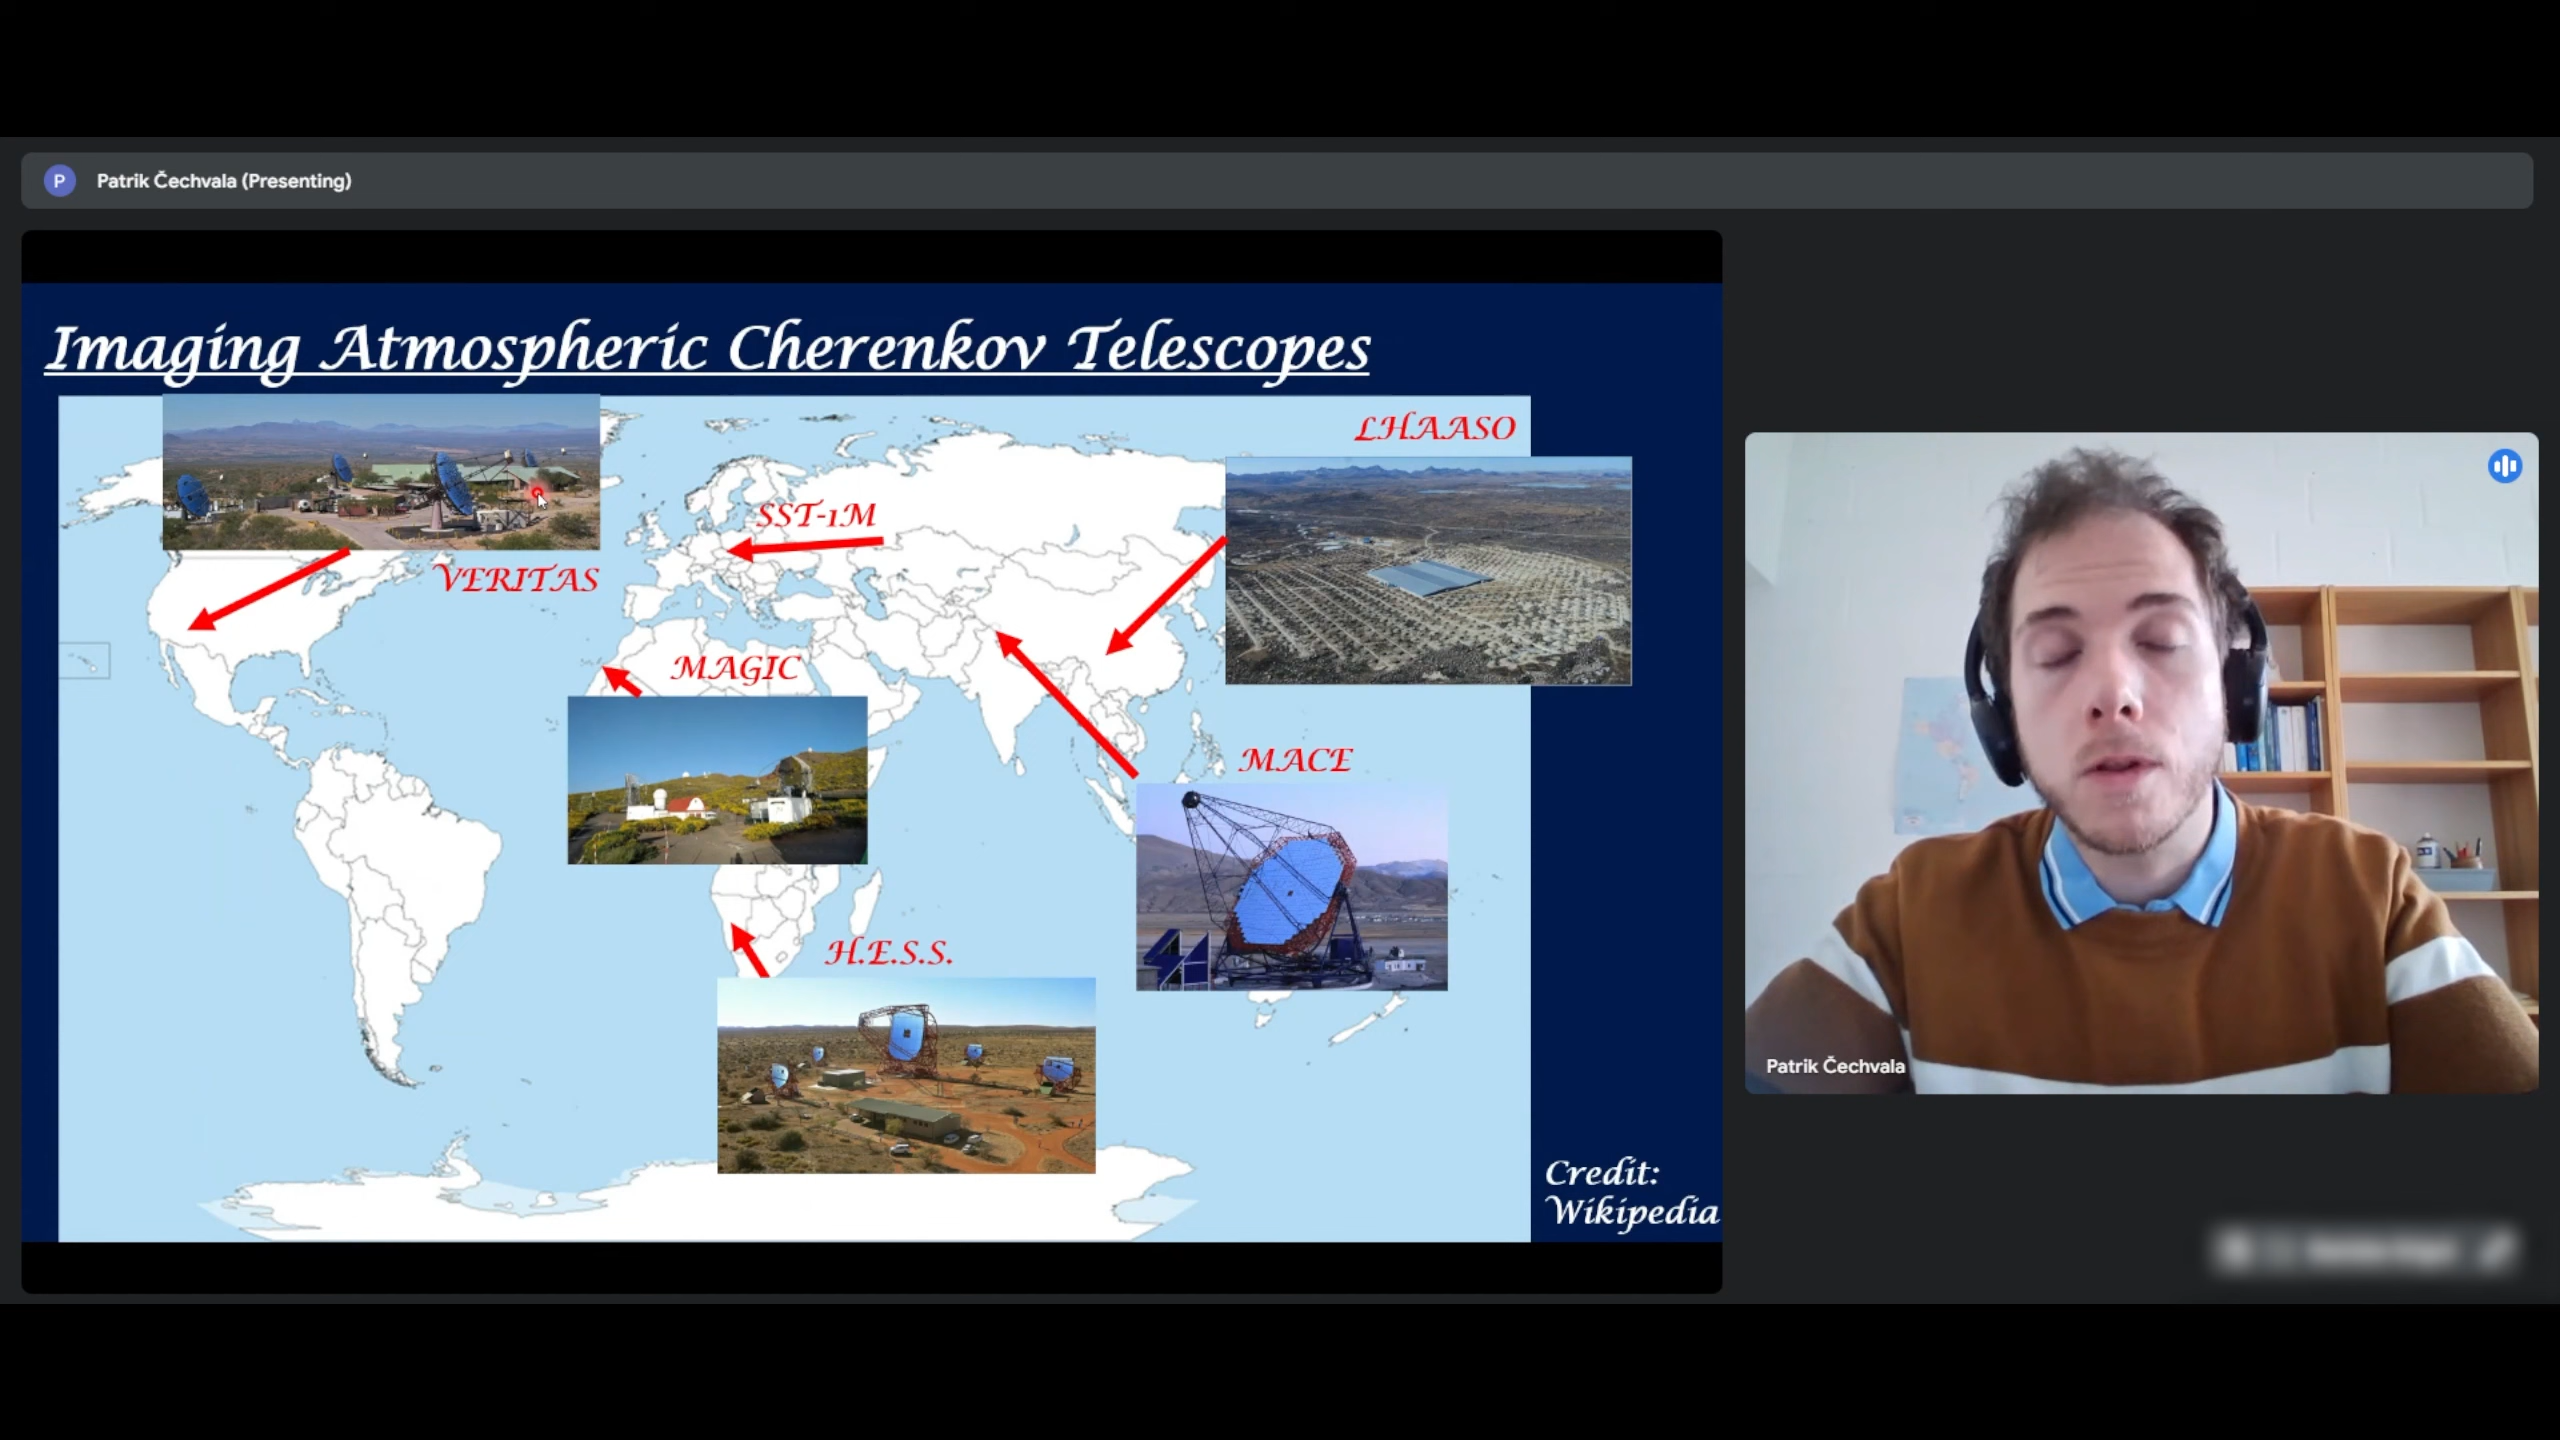 P
Patrik Čechvala (Presenting)
Imaging Atmospheric Cherenkov Telescopes
LHAASO
SST-1M
VERITAS
MAGIC
MACE
H.E.S.S.
Credit:
Wikipedia
Patrik Čechvala